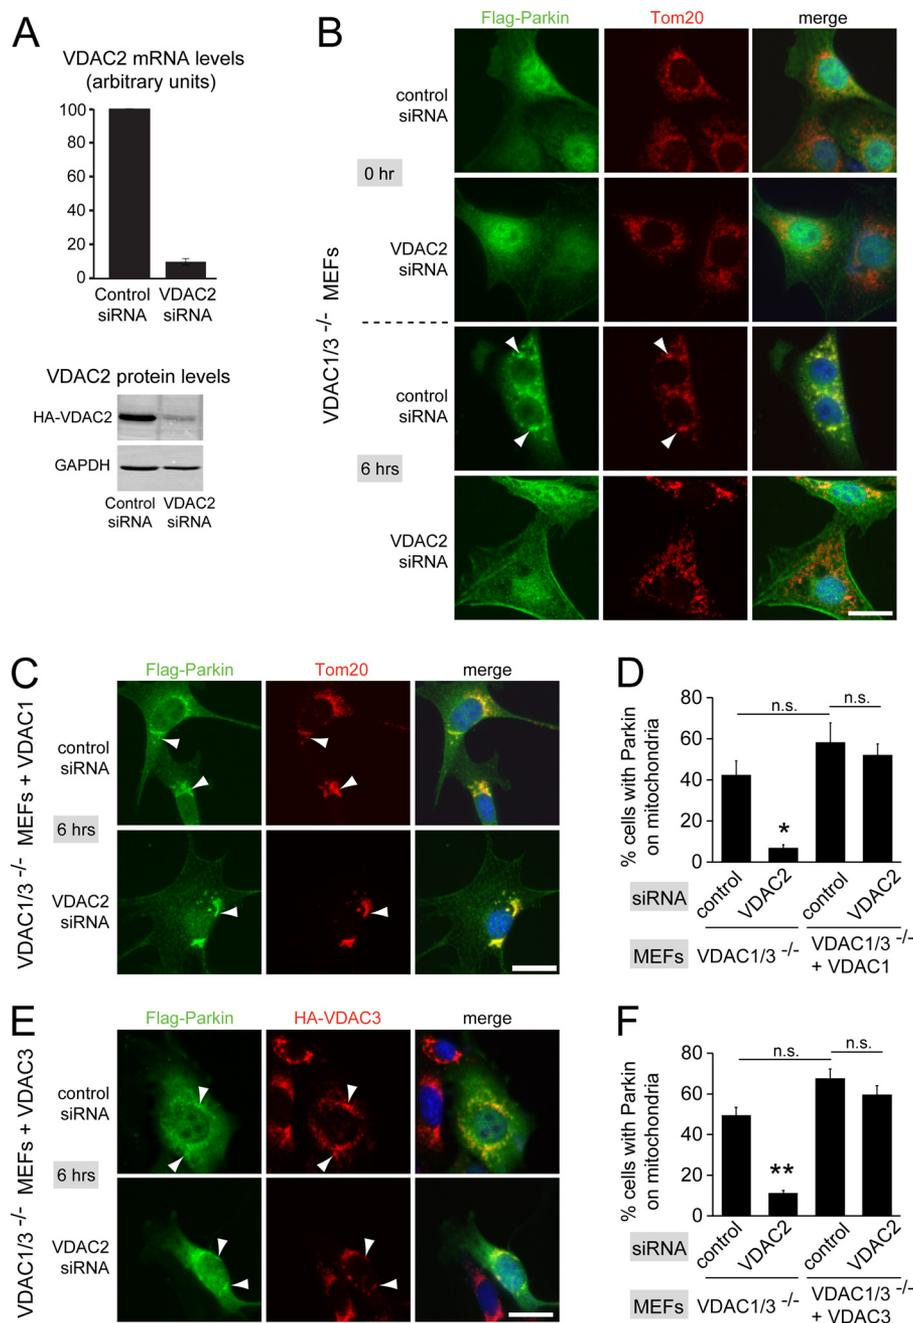 A
VDAC2 mRNA levels
(arbitrary units)
100
80
60
40
20
0
Control
siRNA
VDAC2
siRNA
VDAC2 protein levels
HA-VDAC2
GAPDH
Control
siRNA
VDAC2
siRNA
B
Flag-Parkin
Tom20
merge
VDAC1/3 -/- MEFs
control
siRNA
0 hr
VDAC2
siRNA
control
siRNA
6 hrs
VDAC2
siRNA
C
Flag-Parkin
Tom20
merge
VDAC1/3 -/- MEFs + VDAC1
control
siRNA
6 hrs
VDAC2
siRNA
D
% cells with Parkin
on mitochondria
80
60
40
20
0
n.s.
n.s.
*
siRNA
control
VDAC2
control
VDAC2
MEFs
VDAC1/3 -/-
VDAC1/3 -/-
+ VDAC1
E
Flag-Parkin
HA-VDAC3
merge
VDAC1/3 -/- MEFs + VDAC3
control
siRNA
6 hrs
VDAC2
siRNA
F
% cells with Parkin
on mitochondria
80
60
40
20
0
n.s.
n.s.
**
siRNA
control
VDAC2
control
VDAC2
MEFs
VDAC1/3 -/-
VDAC1/3 -/-
+ VDAC3